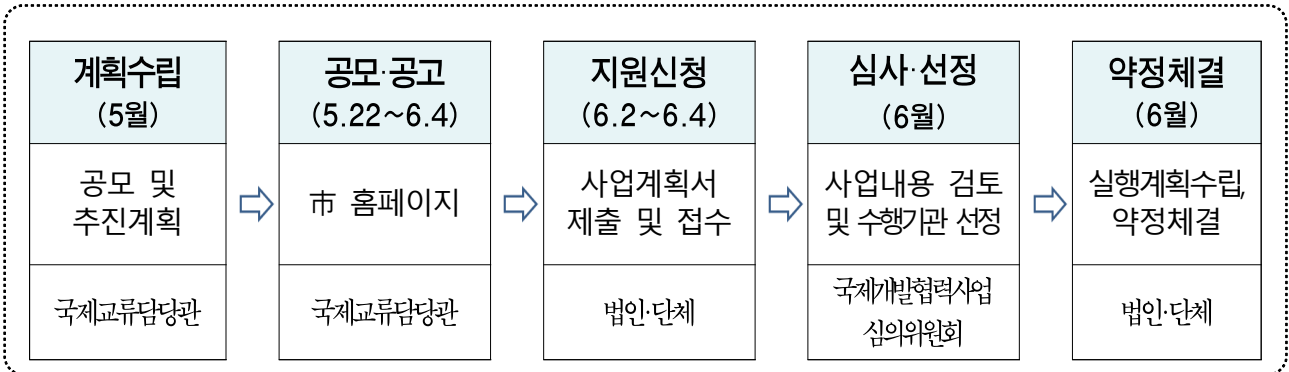 계획수립
(5월)
공모 및
추진계획
국제교류담당관
공모·공고
(5.22~6.4)
市 홈페이지
국제교류담당관
지원신청
(6.2~6.4)
사업계획서
제출 및 접수
법인·단체
심사·선정
(6월)
사업내용 검토
및 수행기관 선정
국제개발협력사업
심의위원회
약정체결
(6월)
실행계획수립,
약정체결
법인·단체